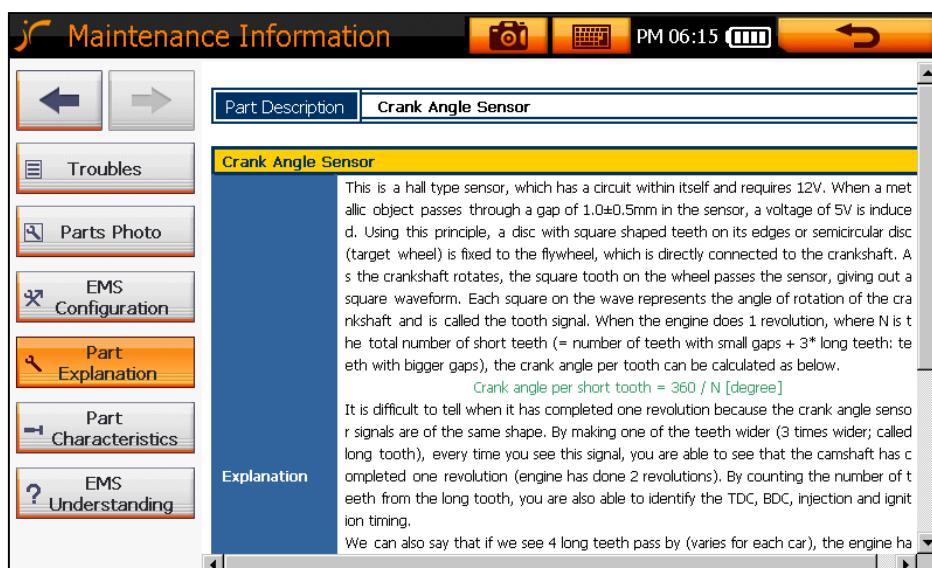 Maintenance Information
PM 06:15
Part Description
Crank Angle Sensor
Troubles
Parts Photo
EMS
Configuration
Part
Explanation
Part
Characteristics
EMS
Understanding
Crank Angle Sensor
Explanation
This is a hall type sensor, which has a circuit within itself and requires 12V. When a met
allic object passes through a gap of 1.0±0.5mm in the sensor, a voltage of 5V is induce
d. Using this principle, a disc with square shaped teeth on its edges or semicircular disc
(target wheel) is fixed to the flywheel, which is directly connected to the crankshaft. A
s the crankshaft rotates, the square tooth on the wheel passes the sensor, giving out a
square waveform. Each square on the wave represents the angle of rotation of the cra
nkshaft and is called the tooth signal. When the engine does 1 revolution, where N is t
he total number of short teeth (= number of teeth with small gaps + 3* long teeth: te
eth with bigger gaps), the crank angle per tooth can be calculated as below.
Crank angle per short tooth = 360 / N [degree]
It is difficult to tell when it has completed one revolution because the crank angle senso
r signals are of the same shape. By making one of the teeth wider (3 times wider; called
long tooth), every time you see this signal, you are able to see that the camshaft has c
ompleted one revolution (engine has done 2 revolutions). By counting the number of t
eeth from the long tooth, you are also able to identify the TDC, BDC, injection and ignit
ion timing.
We can also say that if we see 4 long teeth pass by (varies for each car), the engine ha